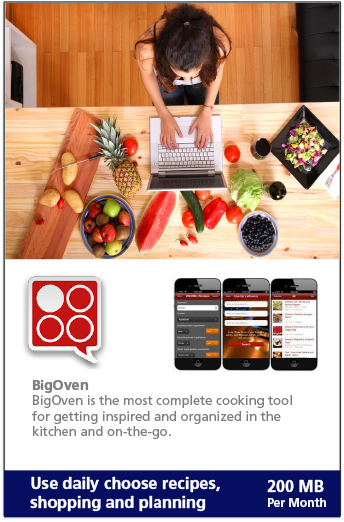 BigOven
BigOven is the most complete cooking tool
for getting inspired and organized in the
kitchen and on-the-go.
Use daily choose recipes,
shopping and planning
200 MB
Per Month